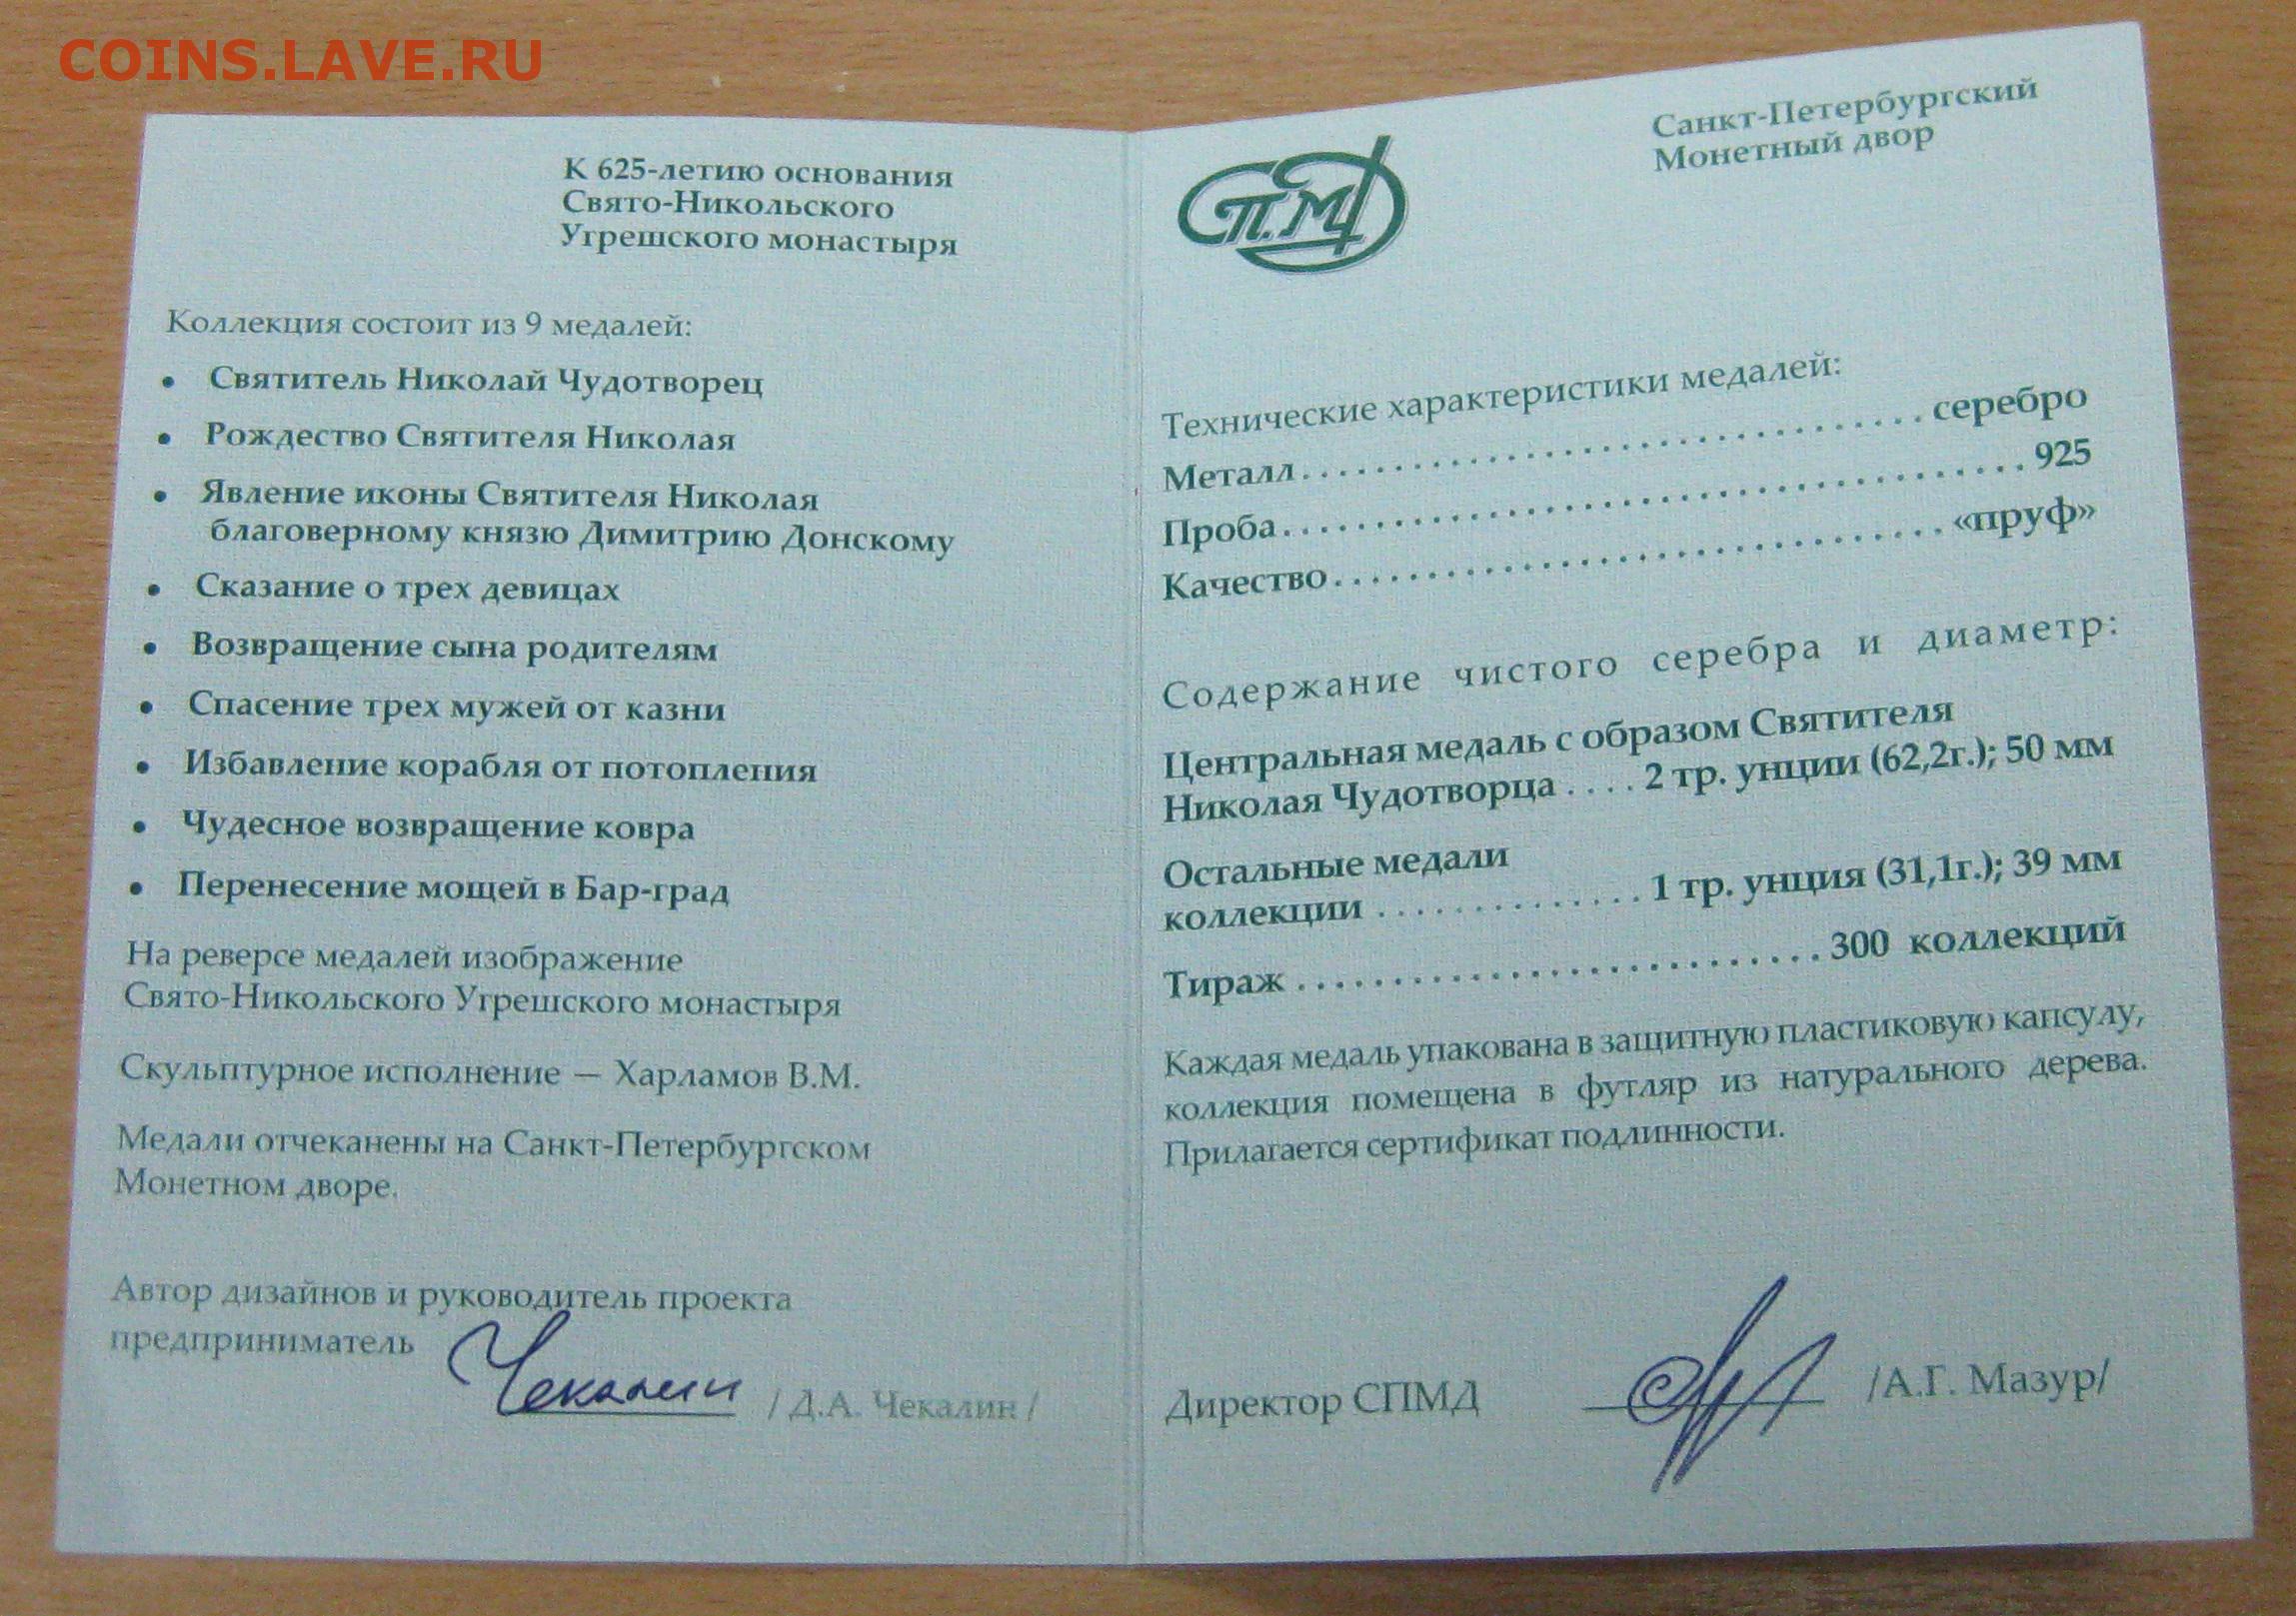 COINS.LAVE.RU
К 625-летию основания
Свято-Никольского
Угрешского монастыря
Коллекция состоит из 9 медалей:
• Святитель Николай Чудотворец
• Рождество Святителя Николая
• Явление иконы Святителя Николая
благоверному князю Димитрию Донскому
• Сказание о трех девицах
• Возвращение сына родителям
• Спасение трех мужей от казни
• Избавление корабля от потопления
• Чудесное возвращение ковра
• Перенесение мощей в Бар-град
На реверсе медалей изображение
Свято-Никольского Угрешского монастыря
Скульптурное исполнение — Харламов В.М.
Медали отчеканены на Санкт-Петербургском
Монетном дворе.
Автор дизайнов и руководитель проекта
предприниматель
Чекалин / Д.А. Чекалин /
СПМД
Санкт-Петербургский
Монетный двор
Технические характеристики медалей:
Металл. . . . . . . . . . . . . . . . . . . . . . . . . . . . . . . . . серебро
Проба. . . . . . . . . . . . . . . . . . . . . . . . . . . . . . . . . . . . . . . 925
Качество. . . . . . . . . . . . . . . . . . . . . . . . . . . . . . . . «пруф»
Содержание чистого серебра и диаметр:
Центральная медаль с образом Святителя
Николая Чудотворца . . . . 2 тр. унции (62,2г.); 50 мм
Остальные медали
коллекции . . . . . . . . . . . . . . 1 тр. унция (31,1г.); 39 мм
Тираж . . . . . . . . . . . . . . . . . . . . . . . . . . . . 300 коллекций
Каждая медаль упакована в защитную пластиковую капсулу,
коллекция помещена в футляр из натурального дерева.
Прилагается сертификат подлинности.
Директор СПМД /А.Г. Мазур/